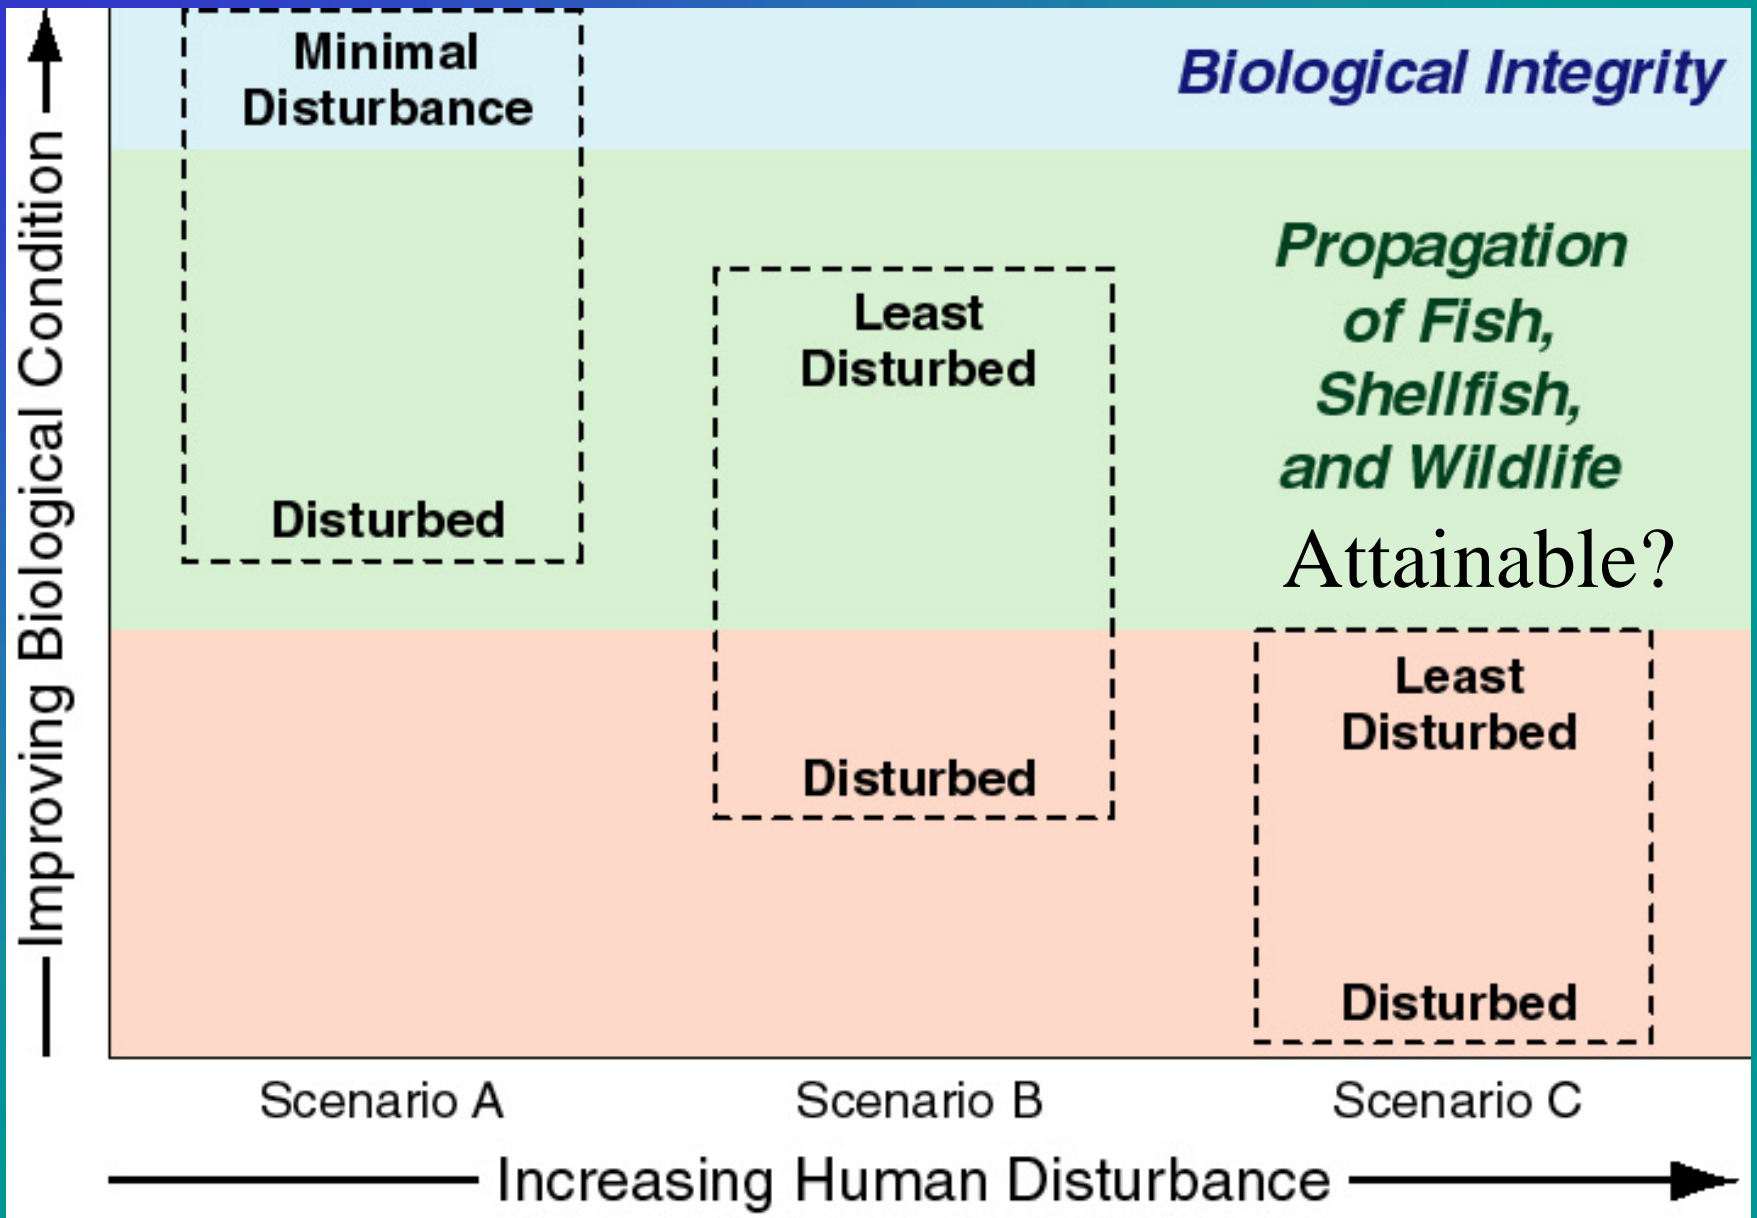 Improving Biological Condition
Minimal
Disturbance
Disturbed
Least
Disturbed
Disturbed
Biological Integrity
Propagation
of Fish,
Shellfish,
and Wildlife
Attainable?
Least
Disturbed
Disturbed
Scenario A
Scenario B
Scenario C
Increasing Human Disturbance